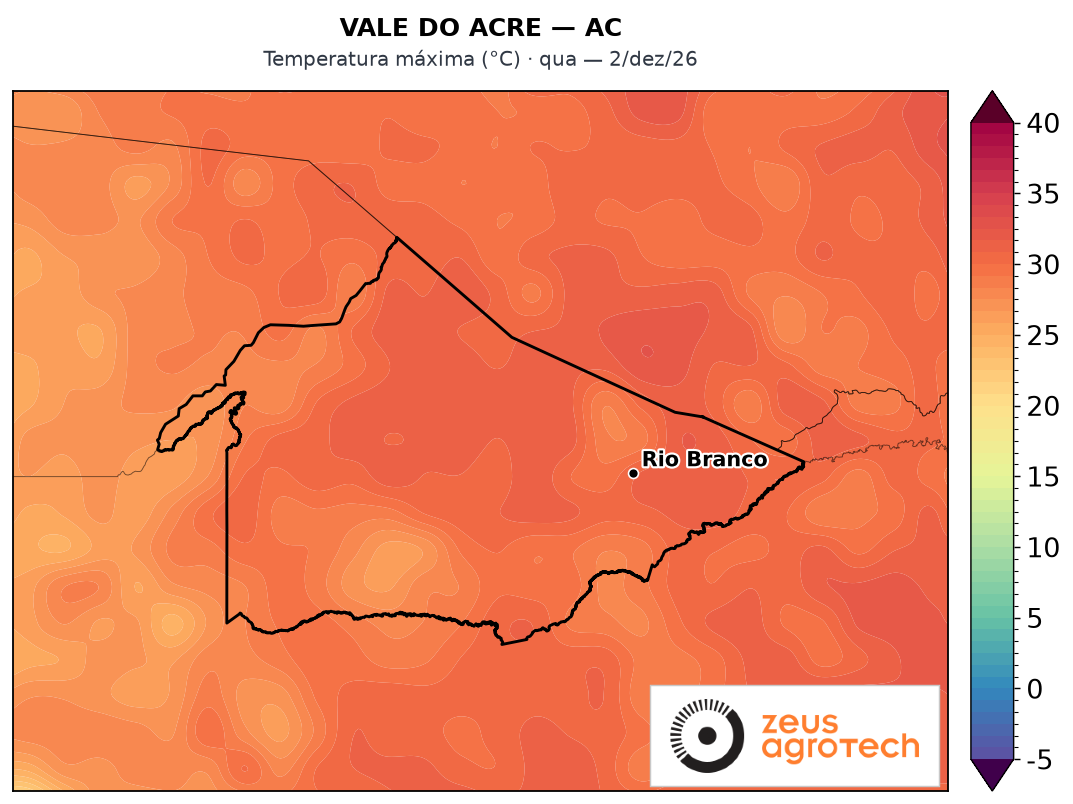 VALE DO ACRE — AC
Temperatura máxima (°C) · qua — 2/dez/26
40
35
30
25
20
15
10
5
0
-5
Rio Branco
zeus
agrotech